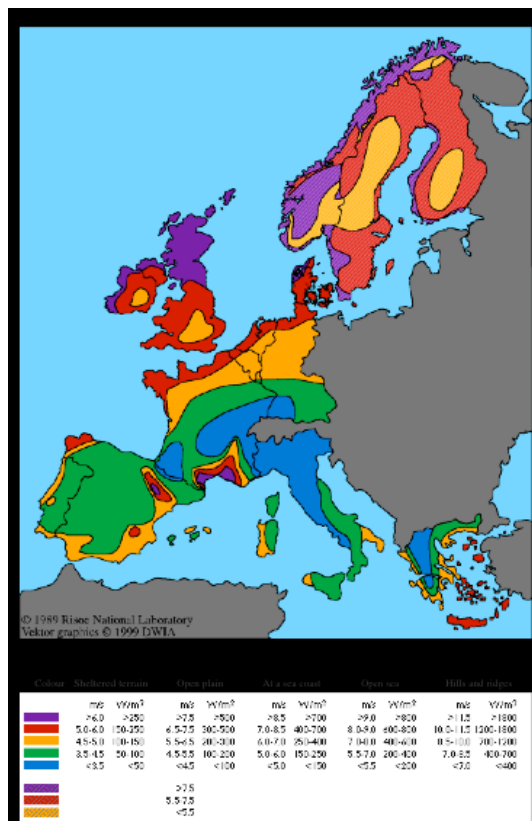 © 1989 Risoe National Laboratory
Vektor graphics © 1999 DWIA
Colour Sheltered terrain Open plain At a sea coast Open sea Hills and ridges
m/s W/m² m/s W/m² m/s W/m² m/s W/m² m/s W/m²
>6.0 >250 >7.5 >500 >8.5 >700 >9.0 >800 >11.5 >1800
5.0-6.0 150-250 6.5-7.5 300-500 7.0-8.5 400-700 8.0-9.0 600-800 10.0-11.5 1200-1800
4.5-5.0 100-150 5.5-6.5 200-300 6.0-7.0 250-400 7.0-8.0 400-600 8.5-10.0 700-1200
3.5-4.5 50-100 4.5-5.5 100-200 5.0-6.0 150-250 5.5-7.0 200-400 7.0-8.5 400-700
<3.5 <50 <4.5 <100 <5.0 <150 <5.5 <200 <7.0 <400
>7.5
5.5-7.5
<5.5